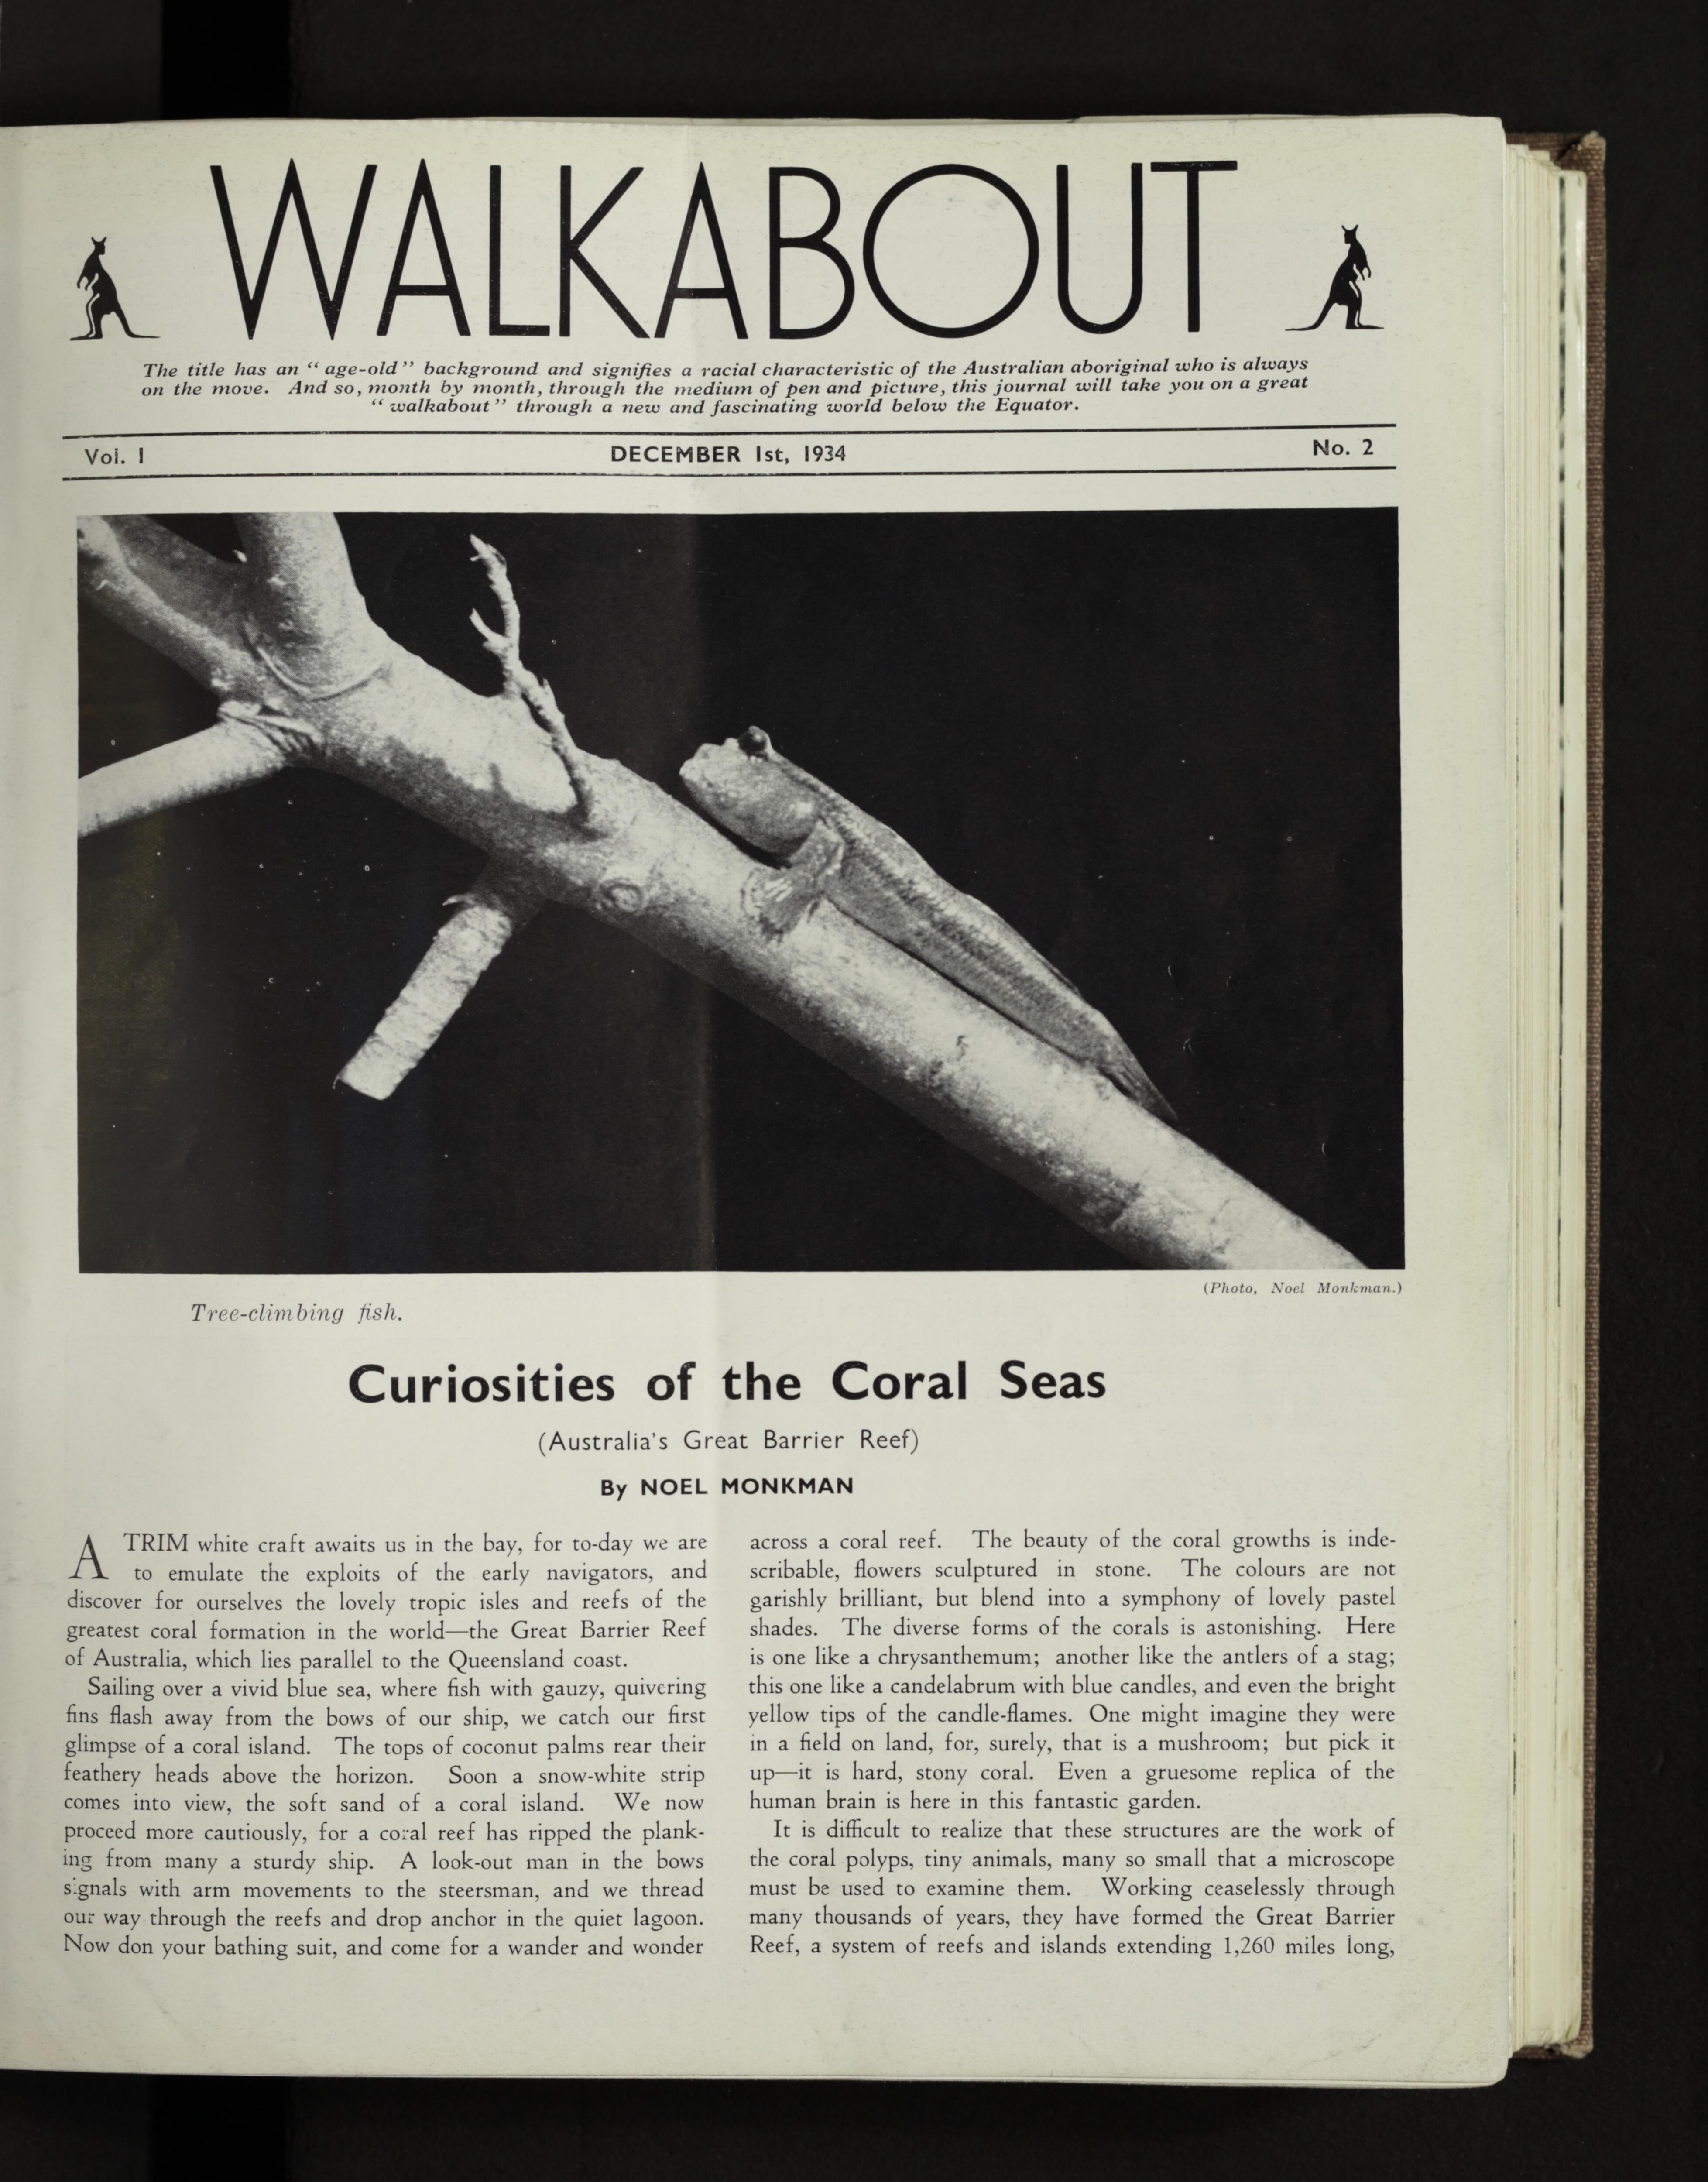 WALKABOUT
The title has an “age-old” background and signifies a racial characteristic of the Australian aboriginal who is always
on the move. And so, month by month, through the medium of pen and picture, this journal will take you on a great
“walkabout” through a new and fascinating world below the Equator.
Vol. I
DECEMBER 1st, 1934
No. 2
(Photo, Noel Monkman.)
Tree-climbing fish.
Curiosities of the Coral Seas
(Australia's Great Barrier Reef)
By NOEL MONKMAN
A TRIM white craft awaits us in the bay, for to-day we are
to emulate the exploits of the early navigators, and
discover for ourselves the lovely tropic isles and reefs of the
greatest coral formation in the world—the Great Barrier Reef
of Australia, which lies parallel to the Queensland coast.
Sailing over a vivid blue sea, where fish with gauzy, quivering
fins flash away from the bows of our ship, we catch our first
glimpse of a coral island. The tops of coconut palms rear their
feathery heads above the horizon. Soon a snow-white strip
comes into view, the soft sand of a coral island. We now
proceed more cautiously, for a coral reef has ripped the plank-
ing from many a sturdy ship. A look-out man in the bows
signals with arm movements to the steersman, and we thread
our way through the reefs and drop anchor in the quiet lagoon.
Now don your bathing suit, and come for a wander and wonder
across a coral reef. The beauty of the coral growths is inde-
scribable, flowers sculptured in stone. The colours are not
garishly brilliant, but blend into a symphony of lovely pastel
shades. The diverse forms of the corals is astonishing. Here
is one like a chrysanthemum; another like the antlers of a stag;
this one like a candelabrum with blue candles, and even the bright
yellow tips of the candle-flames. One might imagine they were
in a field on land, for, surely, that is a mushroom; but pick it
up—it is hard, stony coral. Even a gruesome replica of the
human brain is here in this fantastic garden.
It is difficult to realize that these structures are the work of
the coral polyps, tiny animals, many so small that a microscope
must be used to examine them. Working ceaselessly through
many thousands of years, they have formed the Great Barrier
Reef, a system of reefs and islands extending 1,260 miles long,